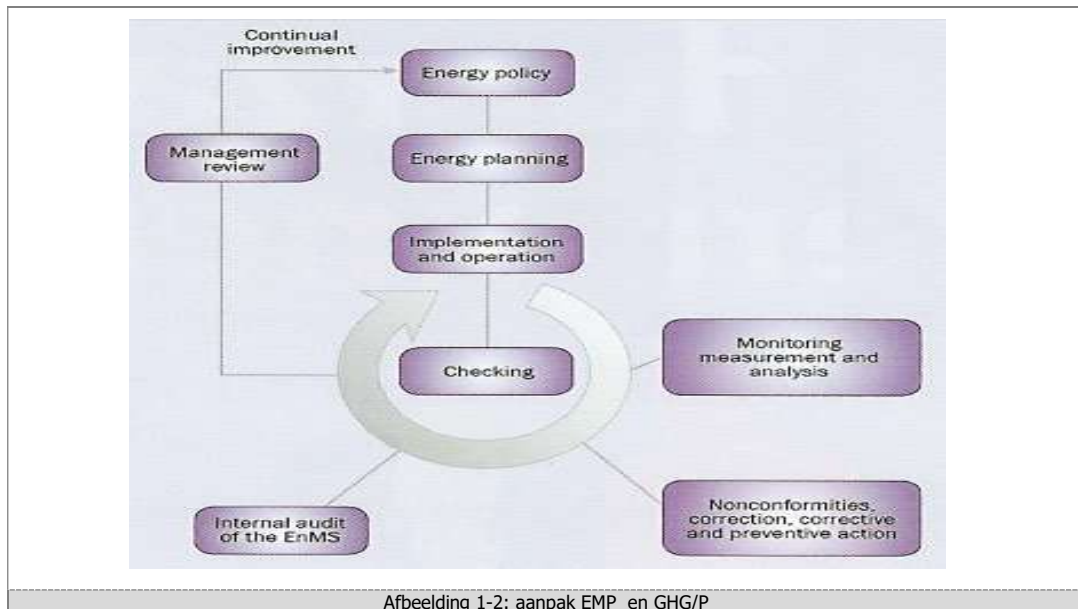 Continual
improvement
Energy policy
Management
review
Energy planning
Implementation
and operation
Checking
Monitoring
measurement and
analysis
Internal audit
of the EnMS
Nonconformities,
correction, corrective
and preventive action
Afbeelding 1-2: aanpak EMP en GHG/P